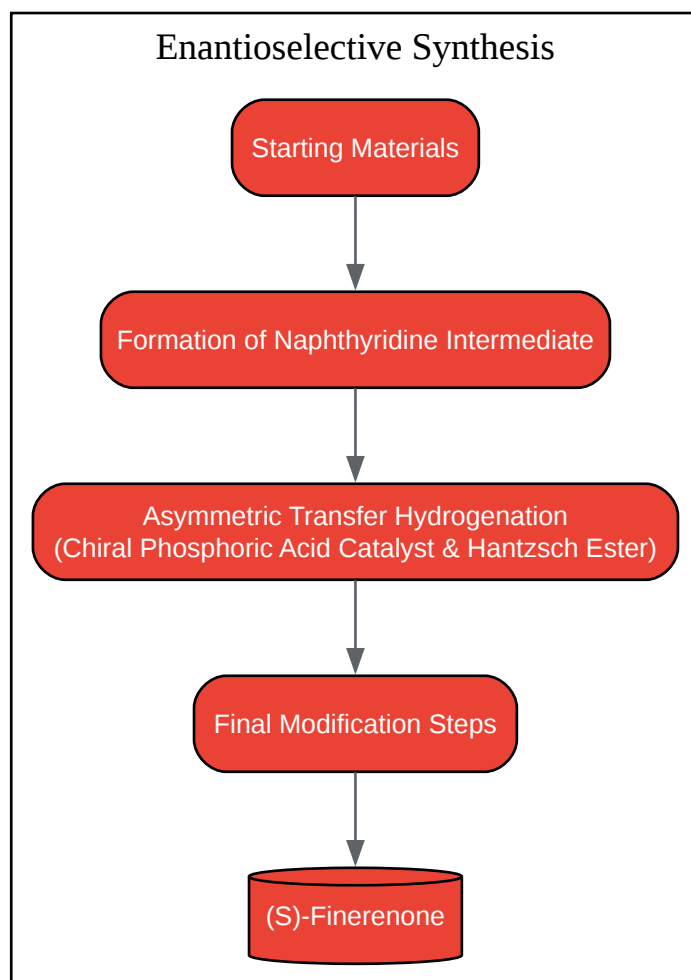 Enantioselective Synthesis
Starting Materials
Formation of Naphthyridine Intermediate
Asymmetric Transfer Hydrogenation
(Chiral Phosphoric Acid Catalyst & Hantzsch Ester)
Final Modification Steps
(S)-Finerenone